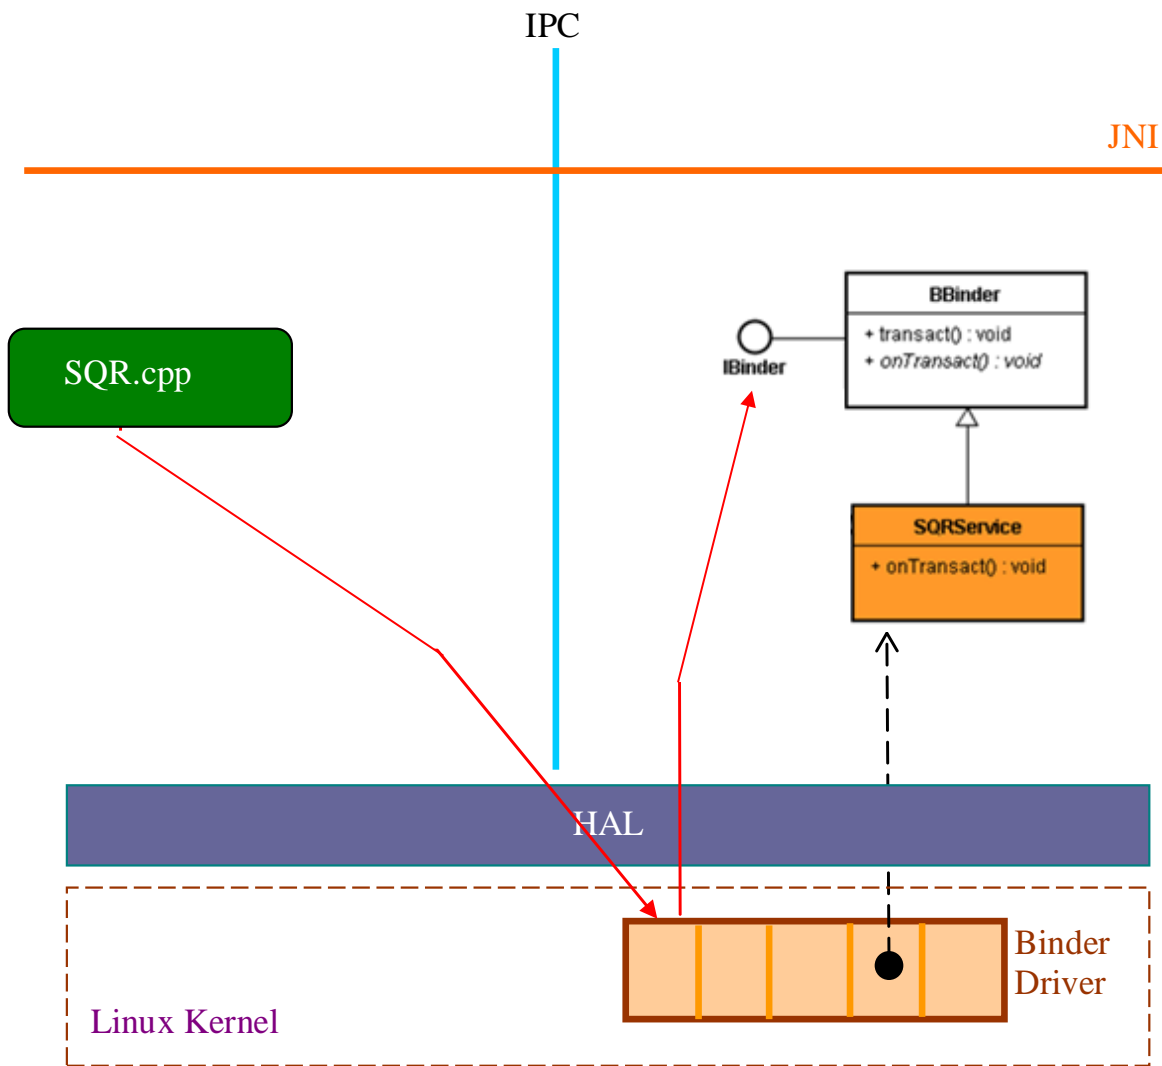 IPC
JNI
BBinder
+ transact() : void
+ onTransact() : void
IBinder
SQR.cpp
SQRService
+ onTransact() : void
HAL
Binder
Driver
Linux Kernel